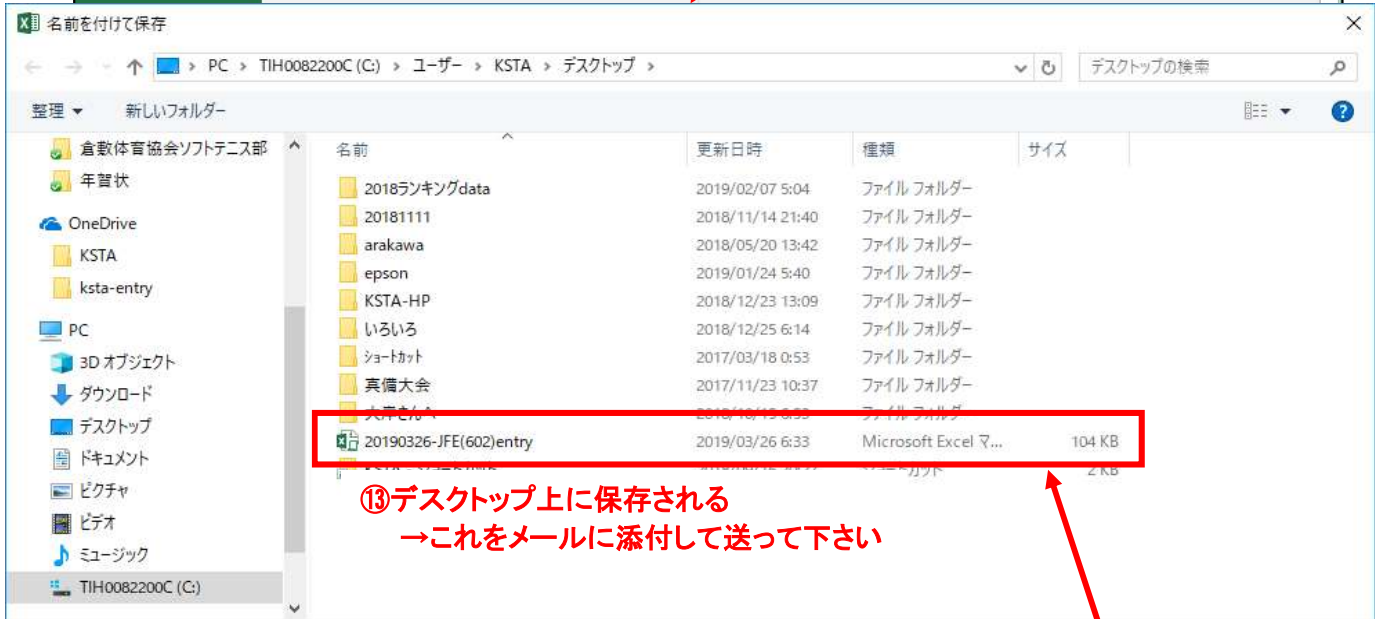 名前を付けて保存
PC > TIH0082200C (C:) > ユーザー > KSTA > デスクトップ >
デスクトップの検索
整理
新しいフォルダー
倉敷体育協会ソフトテニス部
年賀状
OneDrive
KSTA
ksta-entry
PC
3D オブジェクト
ダウンロード
デスクトップ
ドキュメント
ピクチャ
ビデオ
ミュージック
TIH0082200C (C:)
名前 更新日時 種類 サイズ
2018ランキングdata 2019/02/07 5:04 ファイル フォルダー
20181111 2018/11/14 21:40 ファイル フォルダー
arakawa 2018/05/20 13:42 ファイル フォルダー
epson 2019/01/24 5:40 ファイル フォルダー
KSTA-HP 2018/12/23 13:09 ファイル フォルダー
いろいろ 2018/12/25 6:14 ファイル フォルダー
ショートカット 2017/03/18 0:53 ファイル フォルダー
真備大会 2017/11/23 10:37 ファイル フォルダー
20190326-JFE(602)entry 2019/03/26 6:33 Microsoft Excel マ... 104 KB
2 KB
⑬デスクトップ上に保存される
→これをメールに添付して送って下さい